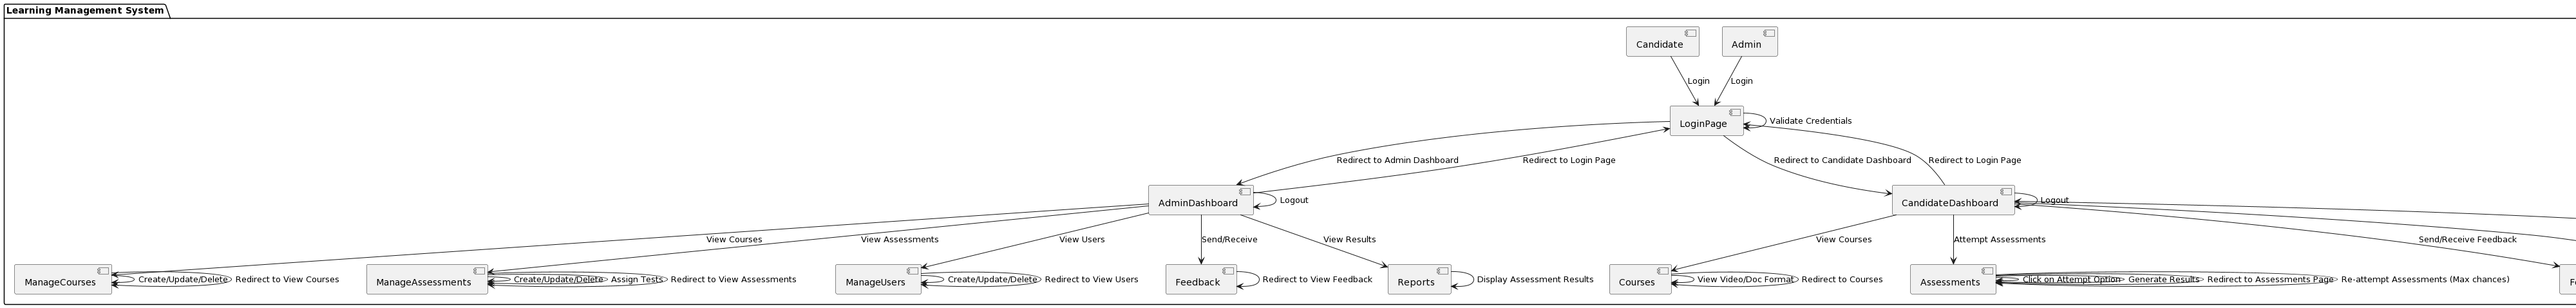 Learning Management System
Candidate
Admin
Login
Login
LoginPage
Validate Credentials
Redirect to Admin Dashboard
Redirect to Login Page
Redirect to Candidate Dashboard
Redirect to Login Page
AdminDashboard
Logout
CandidateDashboard
Logout
View Courses
View Assessments
View Users
Send/Receive
View Results
View Courses
Attempt Assessments
Send/Receive Feedback
ManageCourses
Create/Update/Delete
Redirect to View Courses
ManageAssessments
Create/Update/Delete
Assign Tests
Redirect to View Assessments
ManageUsers
Create/Update/Delete
Redirect to View Users
Feedback
Redirect to View Feedback
Reports
Display Assessment Results
Courses
View Video/Doc Format
Redirect to Courses
Assessments
Click on Attempt Option
Generate Results
Redirect to Assessments Page
Re-attempt Assessments (Max chances)